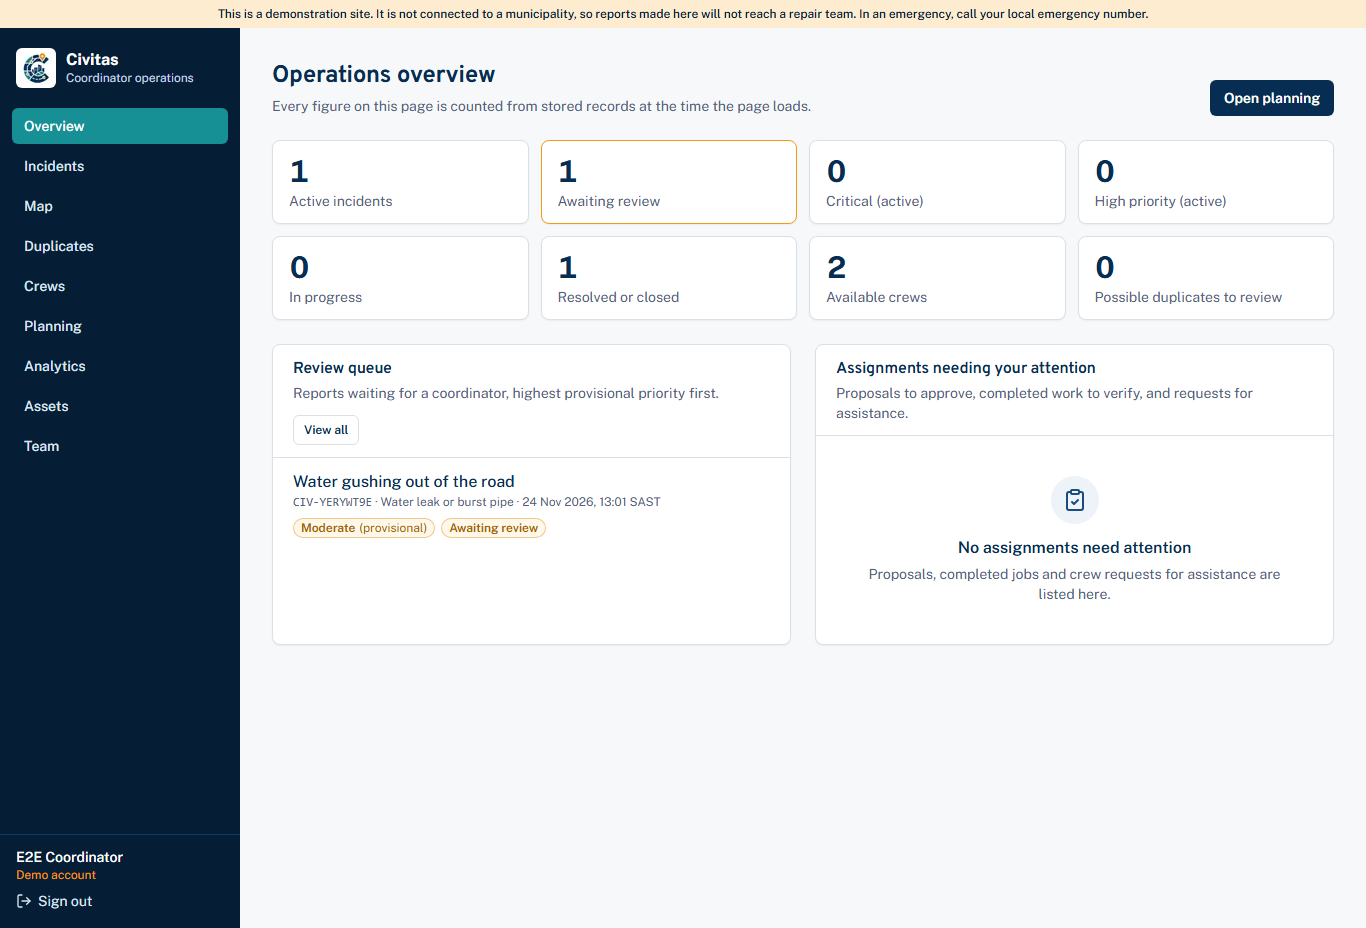 This is a demonstration site. It is not connected to a municipality, so reports made here will not reach a repair team. In an emergency, call your local emergency number.
Civitas
Coordinator operations
Overview
Incidents
Map
Duplicates
Crews
Planning
Analytics
Assets
Team
E2E Coordinator
Demo account
Sign out
Operations overview
Every figure on this page is counted from stored records at the time the page loads.
Open planning
1
Active incidents
1
Awaiting review
0
Critical (active)
0
High priority (active)
0
In progress
1
Resolved or closed
2
Available crews
0
Possible duplicates to review
Review queue
Reports waiting for a coordinator, highest provisional priority first.
View all
Water gushing out of the road
CIV-YERYWT9E · Water leak or burst pipe · 24 Nov 2026, 13:01 SAST
Moderate (provisional) Awaiting review
Assignments needing your attention
Proposals to approve, completed work to verify, and requests for
assistance.
No assignments need attention
Proposals, completed jobs and crew requests for assistance are
listed here.